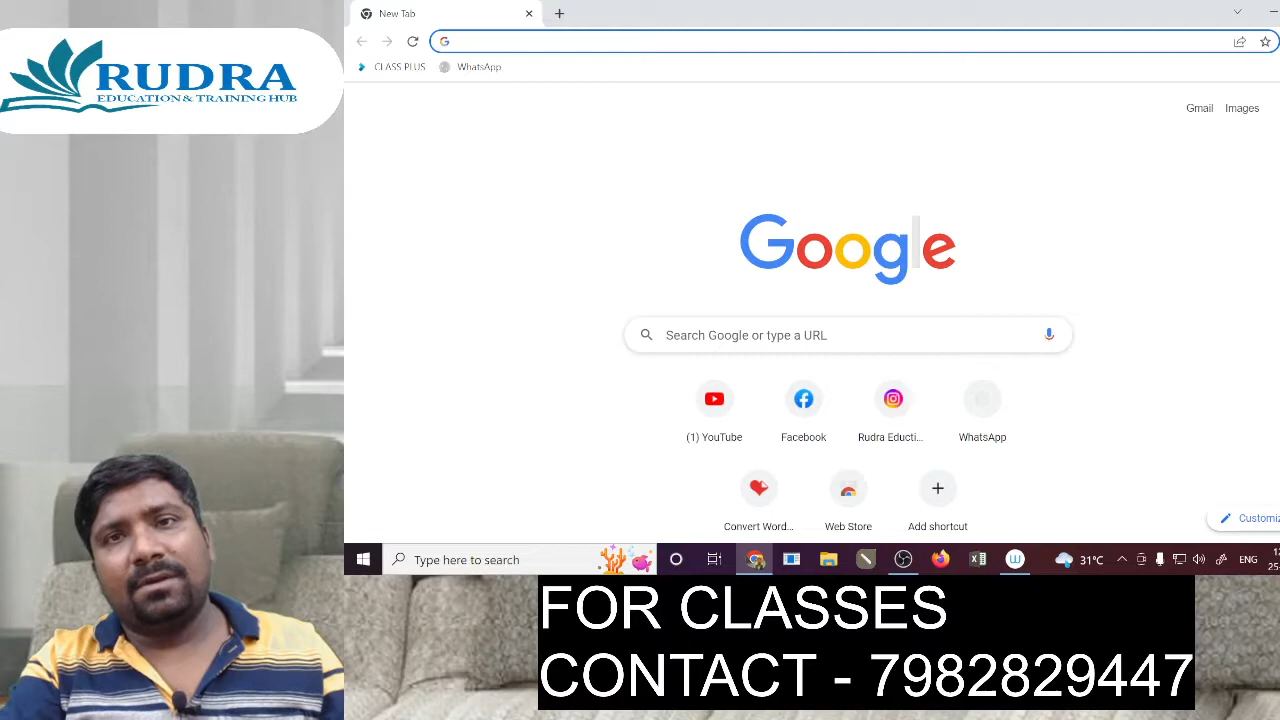 RUDRA
EDUCATION & TRAINING HUB
New Tab
CLASS PLUS
WhatsApp
Gmail
Images
Google
Search Google or type a URL
(1) YouTube
Facebook
Rudra Educti...
WhatsApp
Convert Word...
Web Store
Add shortcut
Customiz
Type here to search
31°C
ENG
FOR CLASSES
CONTACT - 7982829447